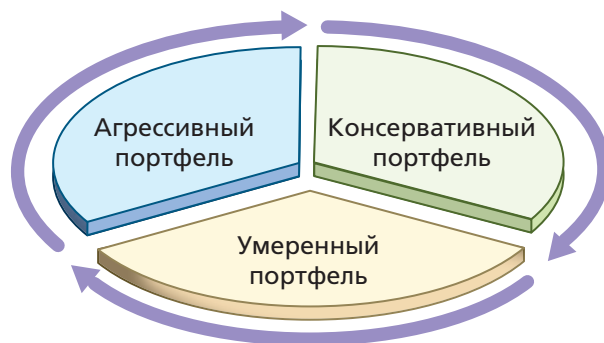 Агрессивный
портфель
Консервативный
портфель
Умеренный
портфель